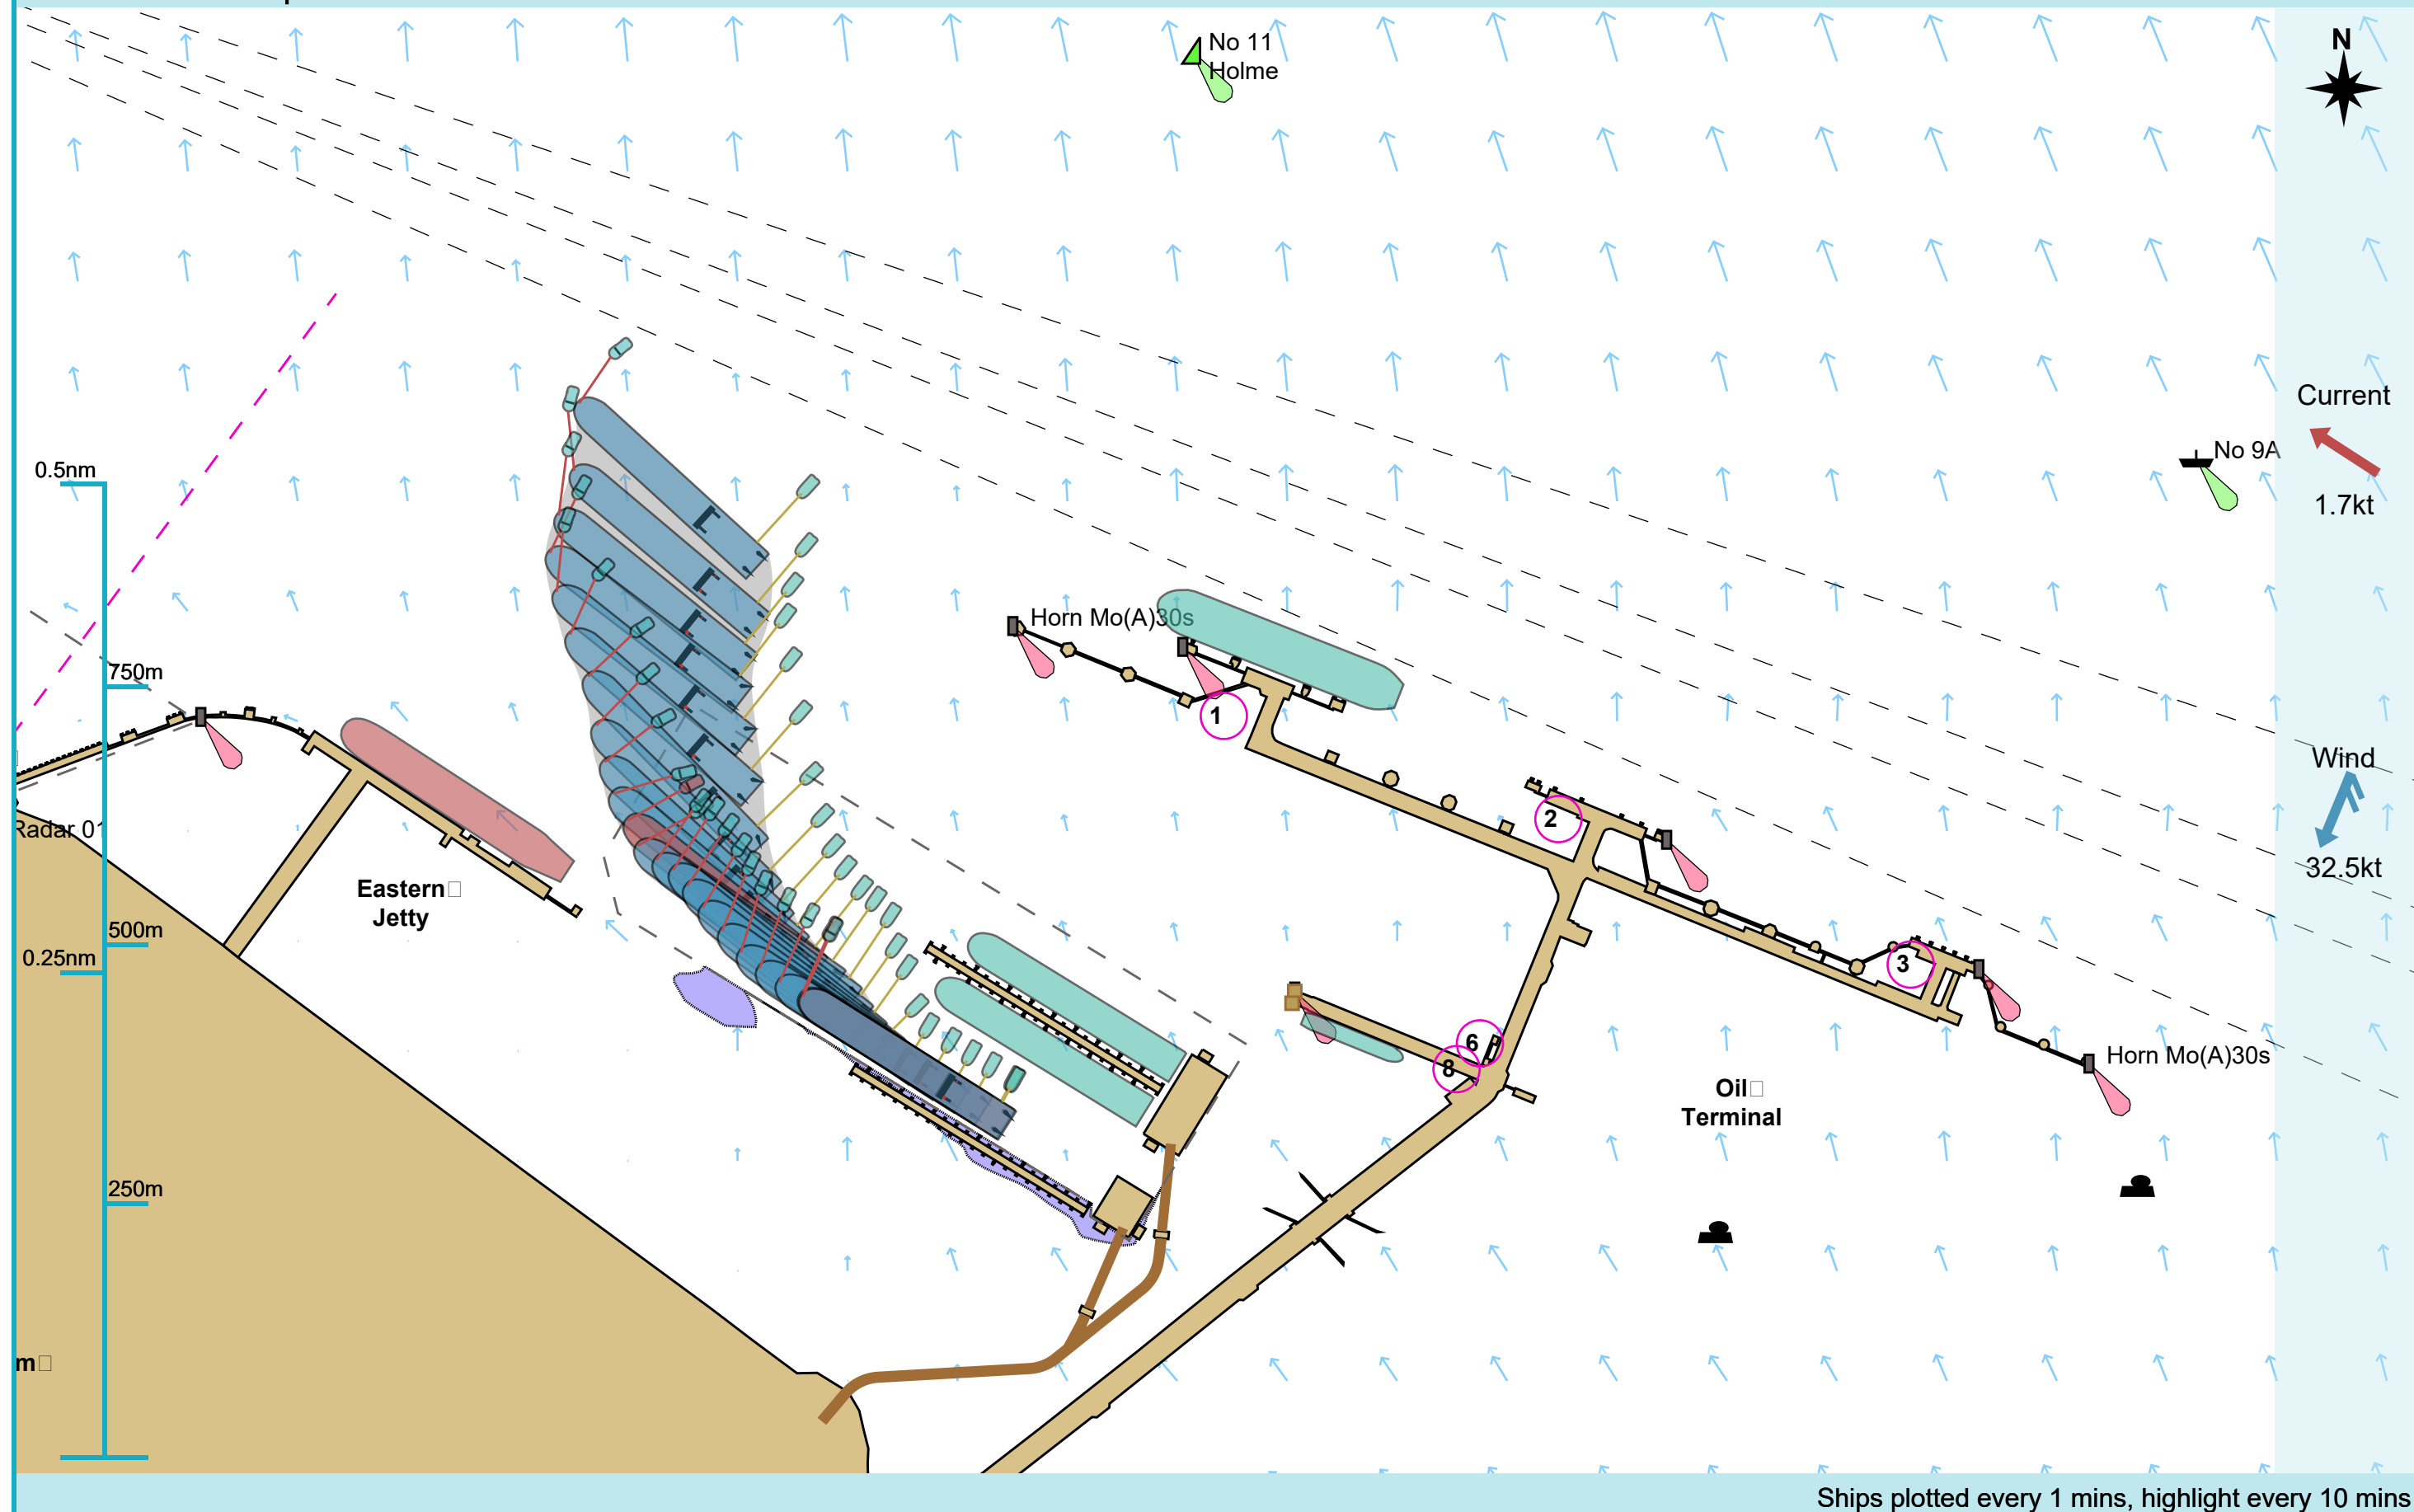 No 11
Holme
N
Current
1.7kt
No 9A
0.5nm
Horn Mo(A)30s
750m
1
Wind
32.5kt
2
Radar 01
Eastern
Jetty
500m
0.25nm
3
6
8
Horn Mo(A)30s
Oil
Terminal
250m
m
Ships plotted every 1 mins, highlight every 10 mins